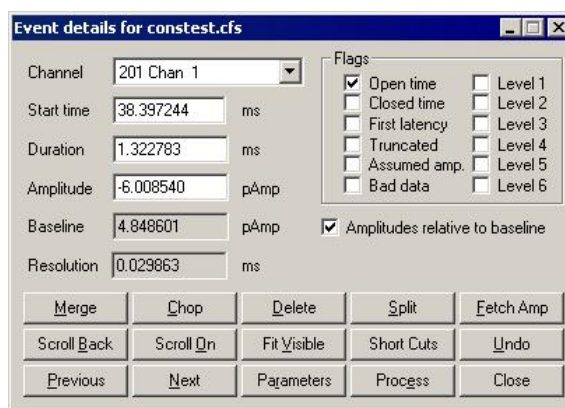 Event details for constest.cfs
Channel 201 Chan 1
Start time 38.397244 ms
Duration 1.322783 ms
Amplitude -6.008540 pAmp
Baseline 4.848601 pAmp
Resolution 0.029863 ms
Flags
Open time Level 1
Closed time Level 2
First latency Level 3
Truncated Level 4
Assumed amp. Level 5
Bad data Level 6
Amplitudes relative to baseline
Merge Chop Delete Split Fetch Amp
Scroll Back Scroll On Fit Visible Short Cuts Undo
Previous Next Parameters Process Close